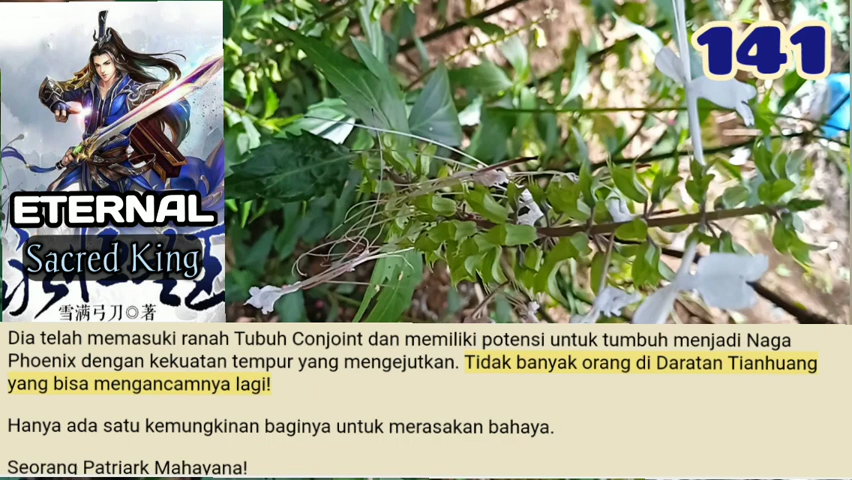 141
ETERNAL
Sacred King
雪满弓刀◎著
Dia telah memasuki ranah Tubuh Conjoint dan memiliki potensi untuk tumbuh menjadi Naga
Phoenix dengan kekuatan tempur yang mengejutkan. Tidak banyak orang di Daratan Tianhuang
yang bisa mengancamnya lagi!
Hanya ada satu kemungkinan baginya untuk merasakan bahaya.
Seorang Patriark Mahayana!